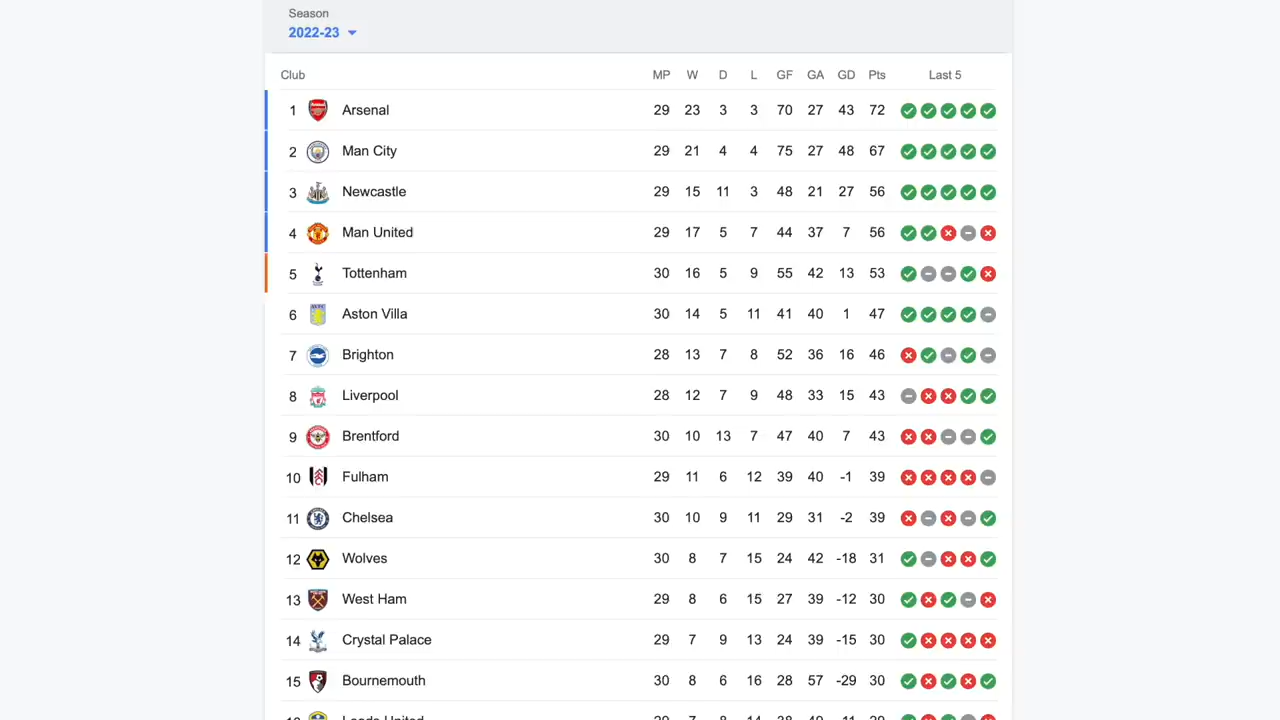 Season
2022-23
Club MP W D L GF GA GD Pts Last 5
1 Arsenal 29 23 3 3 70 27 43 72
2 Man City 29 21 4 4 75 27 48 67
3 Newcastle 29 15 11 3 48 21 27 56
4 Man United 29 17 5 7 44 37 7 56
5 Tottenham 30 16 5 9 55 42 13 53
6 Aston Villa 30 14 5 11 41 40 1 47
7 Brighton 28 13 7 8 52 36 16 46
8 Liverpool 28 12 7 9 48 33 15 43
9 Brentford 30 10 13 7 47 40 7 43
10 Fulham 29 11 6 12 39 40 -1 39
11 Chelsea 30 10 9 11 29 31 -2 39
12 Wolves 30 8 7 15 24 42 -18 31
13 West Ham 29 8 6 15 27 39 -12 30
14 Crystal Palace 29 7 9 13 24 39 -15 30
15 Bournemouth 30 8 6 16 28 57 -29 30
Leeds United